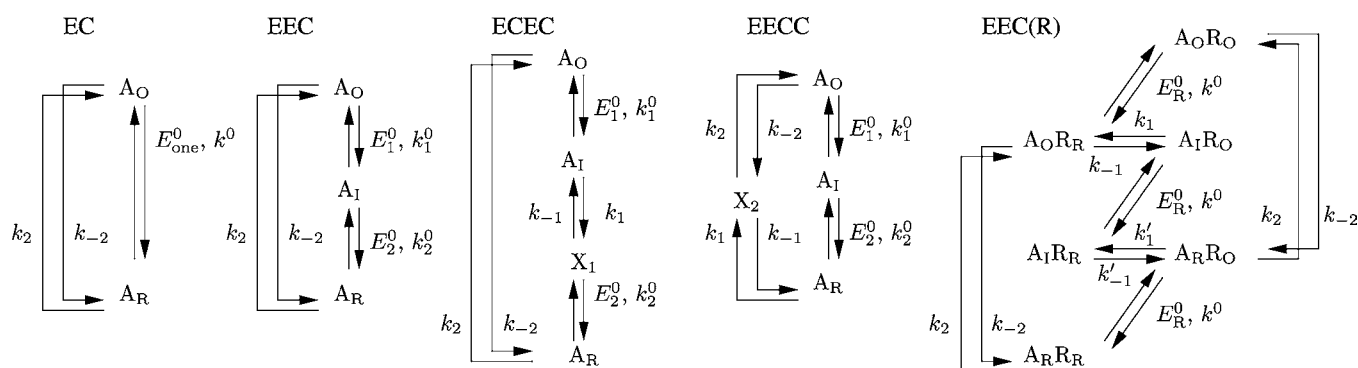 EC
EEC
ECEC
EECC
EEC(R)
A_O
E^0_one, k^0
k_2
k_-2
A_R
A_O
E^0_1, k^0_1
A_I
k_2
k_-2
E^0_2, k^0_2
A_R
A_O
E^0_1, k^0_1
A_I
k_-1
k_1
X_1
E^0_2, k^0_2
k_2
k_-2
A_R
A_O
k_2
k_-2
E^0_1, k^0_1
A_I
X_2
k_1
k_-1
E^0_2, k^0_2
A_R
A_O R_O
E^0_R, k^0
k_1
A_O R_R
A_I R_O
k_-1
E^0_R, k^0
k_2
k_-2
k'_1
A_I R_R
A_R R_O
k'_-1
E^0_R, k^0
k_2
k_-2
A_R R_R